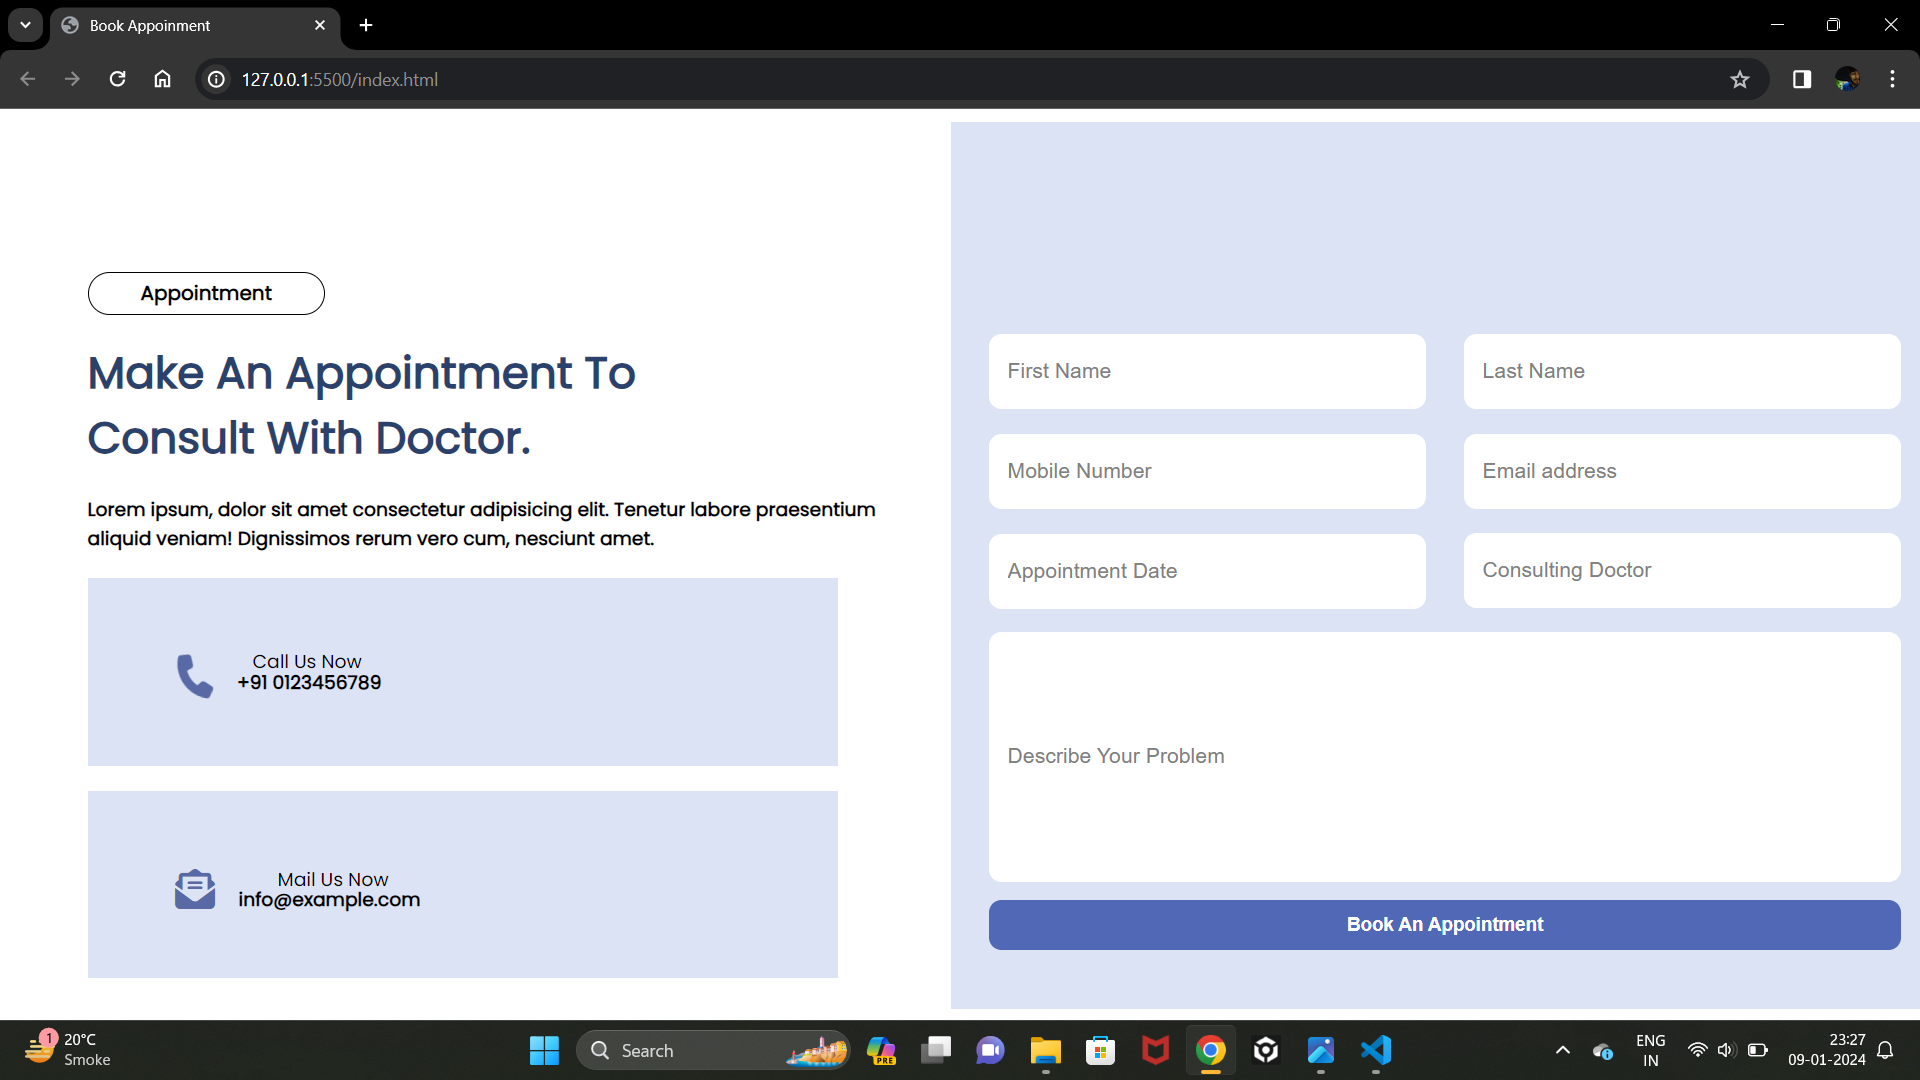 Book Appoinment
127.0.0.1:5500/index.html
Appointment
Make An Appointment To
Consult With Doctor.
Lorem ipsum, dolor sit amet consectetur adipisicing elit. Tenetur labore praesentium
aliquid veniam! Dignissimos rerum vero cum, nesciunt amet.
Call Us Now
+91 0123456789
Mail Us Now
info@example.com
First Name
Last Name
Mobile Number
Email address
Appointment Date
Consulting Doctor
Describe Your Problem
Book An Appointment
1
20°C
Smoke
Search
PRE
ENG
IN
23:27
09-01-2024